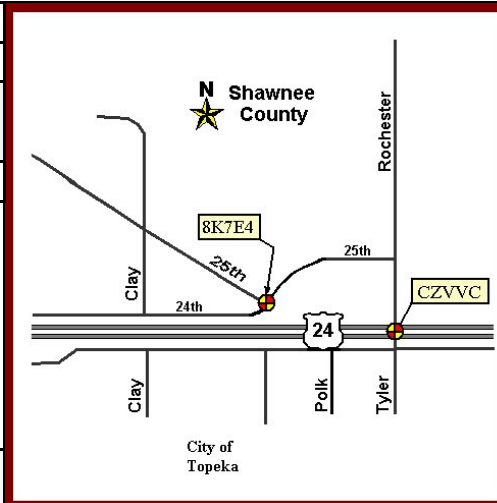 N
Shawnee
County
Rochester
8K7E4
25th
25th
Clay
24th
CZVVC
24
Clay
Polk
Tyler
City of
Topeka